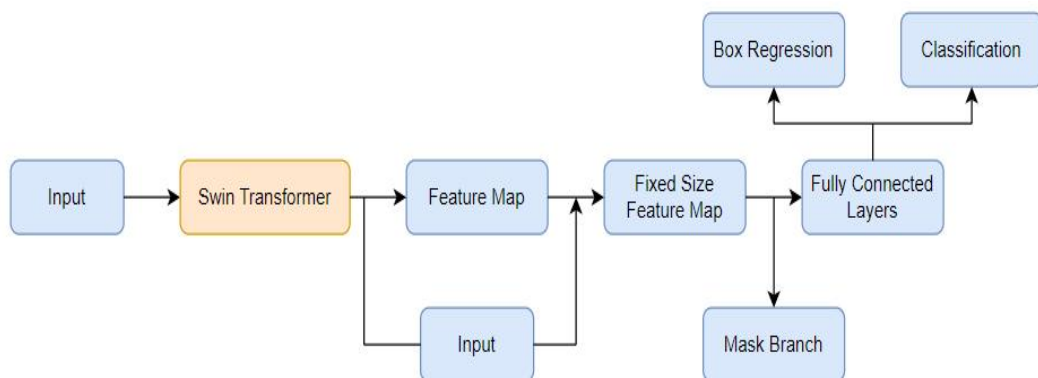 Box Regression
Classification
Input
Swin Transformer
Feature Map
Fixed Size
Feature Map
Fully Connected
Layers
Input
Mask Branch